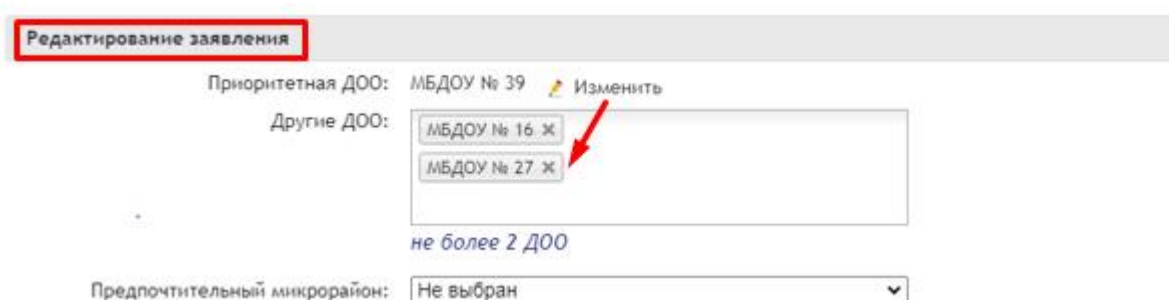 Редактирование заявления
Приоритетная ДОО: МБДОУ № 39 Изменить
Другие ДОО: МБДОУ № 16 ×
МБДОУ № 27 ×
не более 2 ДОО
Предпочтительный микрорайон: Не выбран